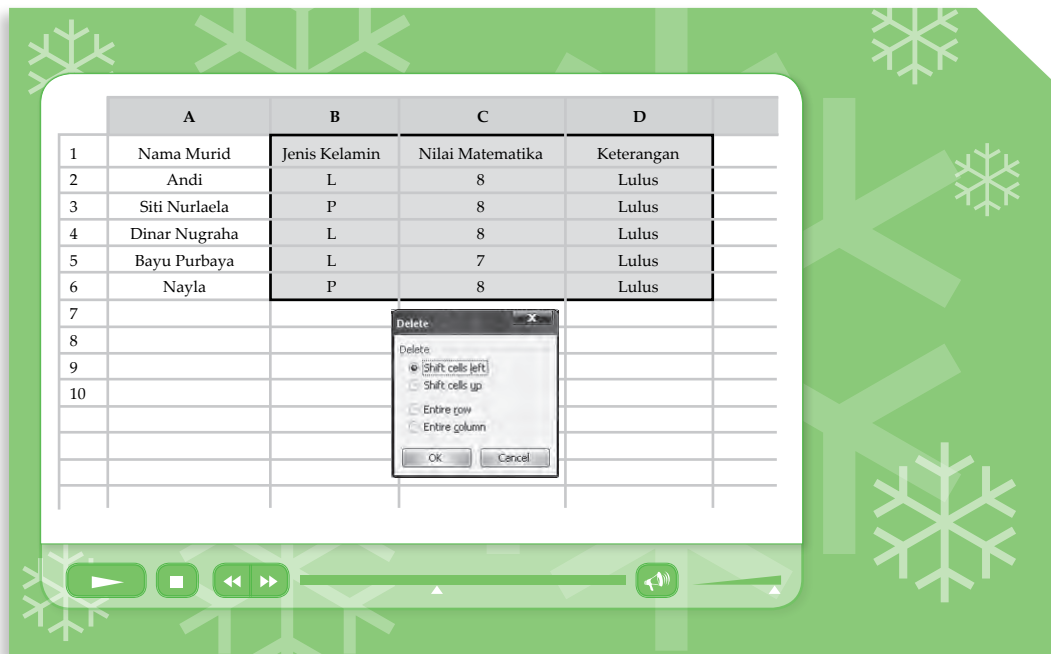 A B C D
1 Nama Murid Jenis Kelamin Nilai Matematika Keterangan
2 Andi L 8 Lulus
3 Siti Nurlaela P 8 Lulus
4 Dinar Nugraha L 8 Lulus
5 Bayu Purbaya L 7 Lulus
6 Nayla P 8 Lulus
7
8
9
10
Delete x
Delete
Shift cells left
Shift cells up
Entire row
Entire column
OK Cancel